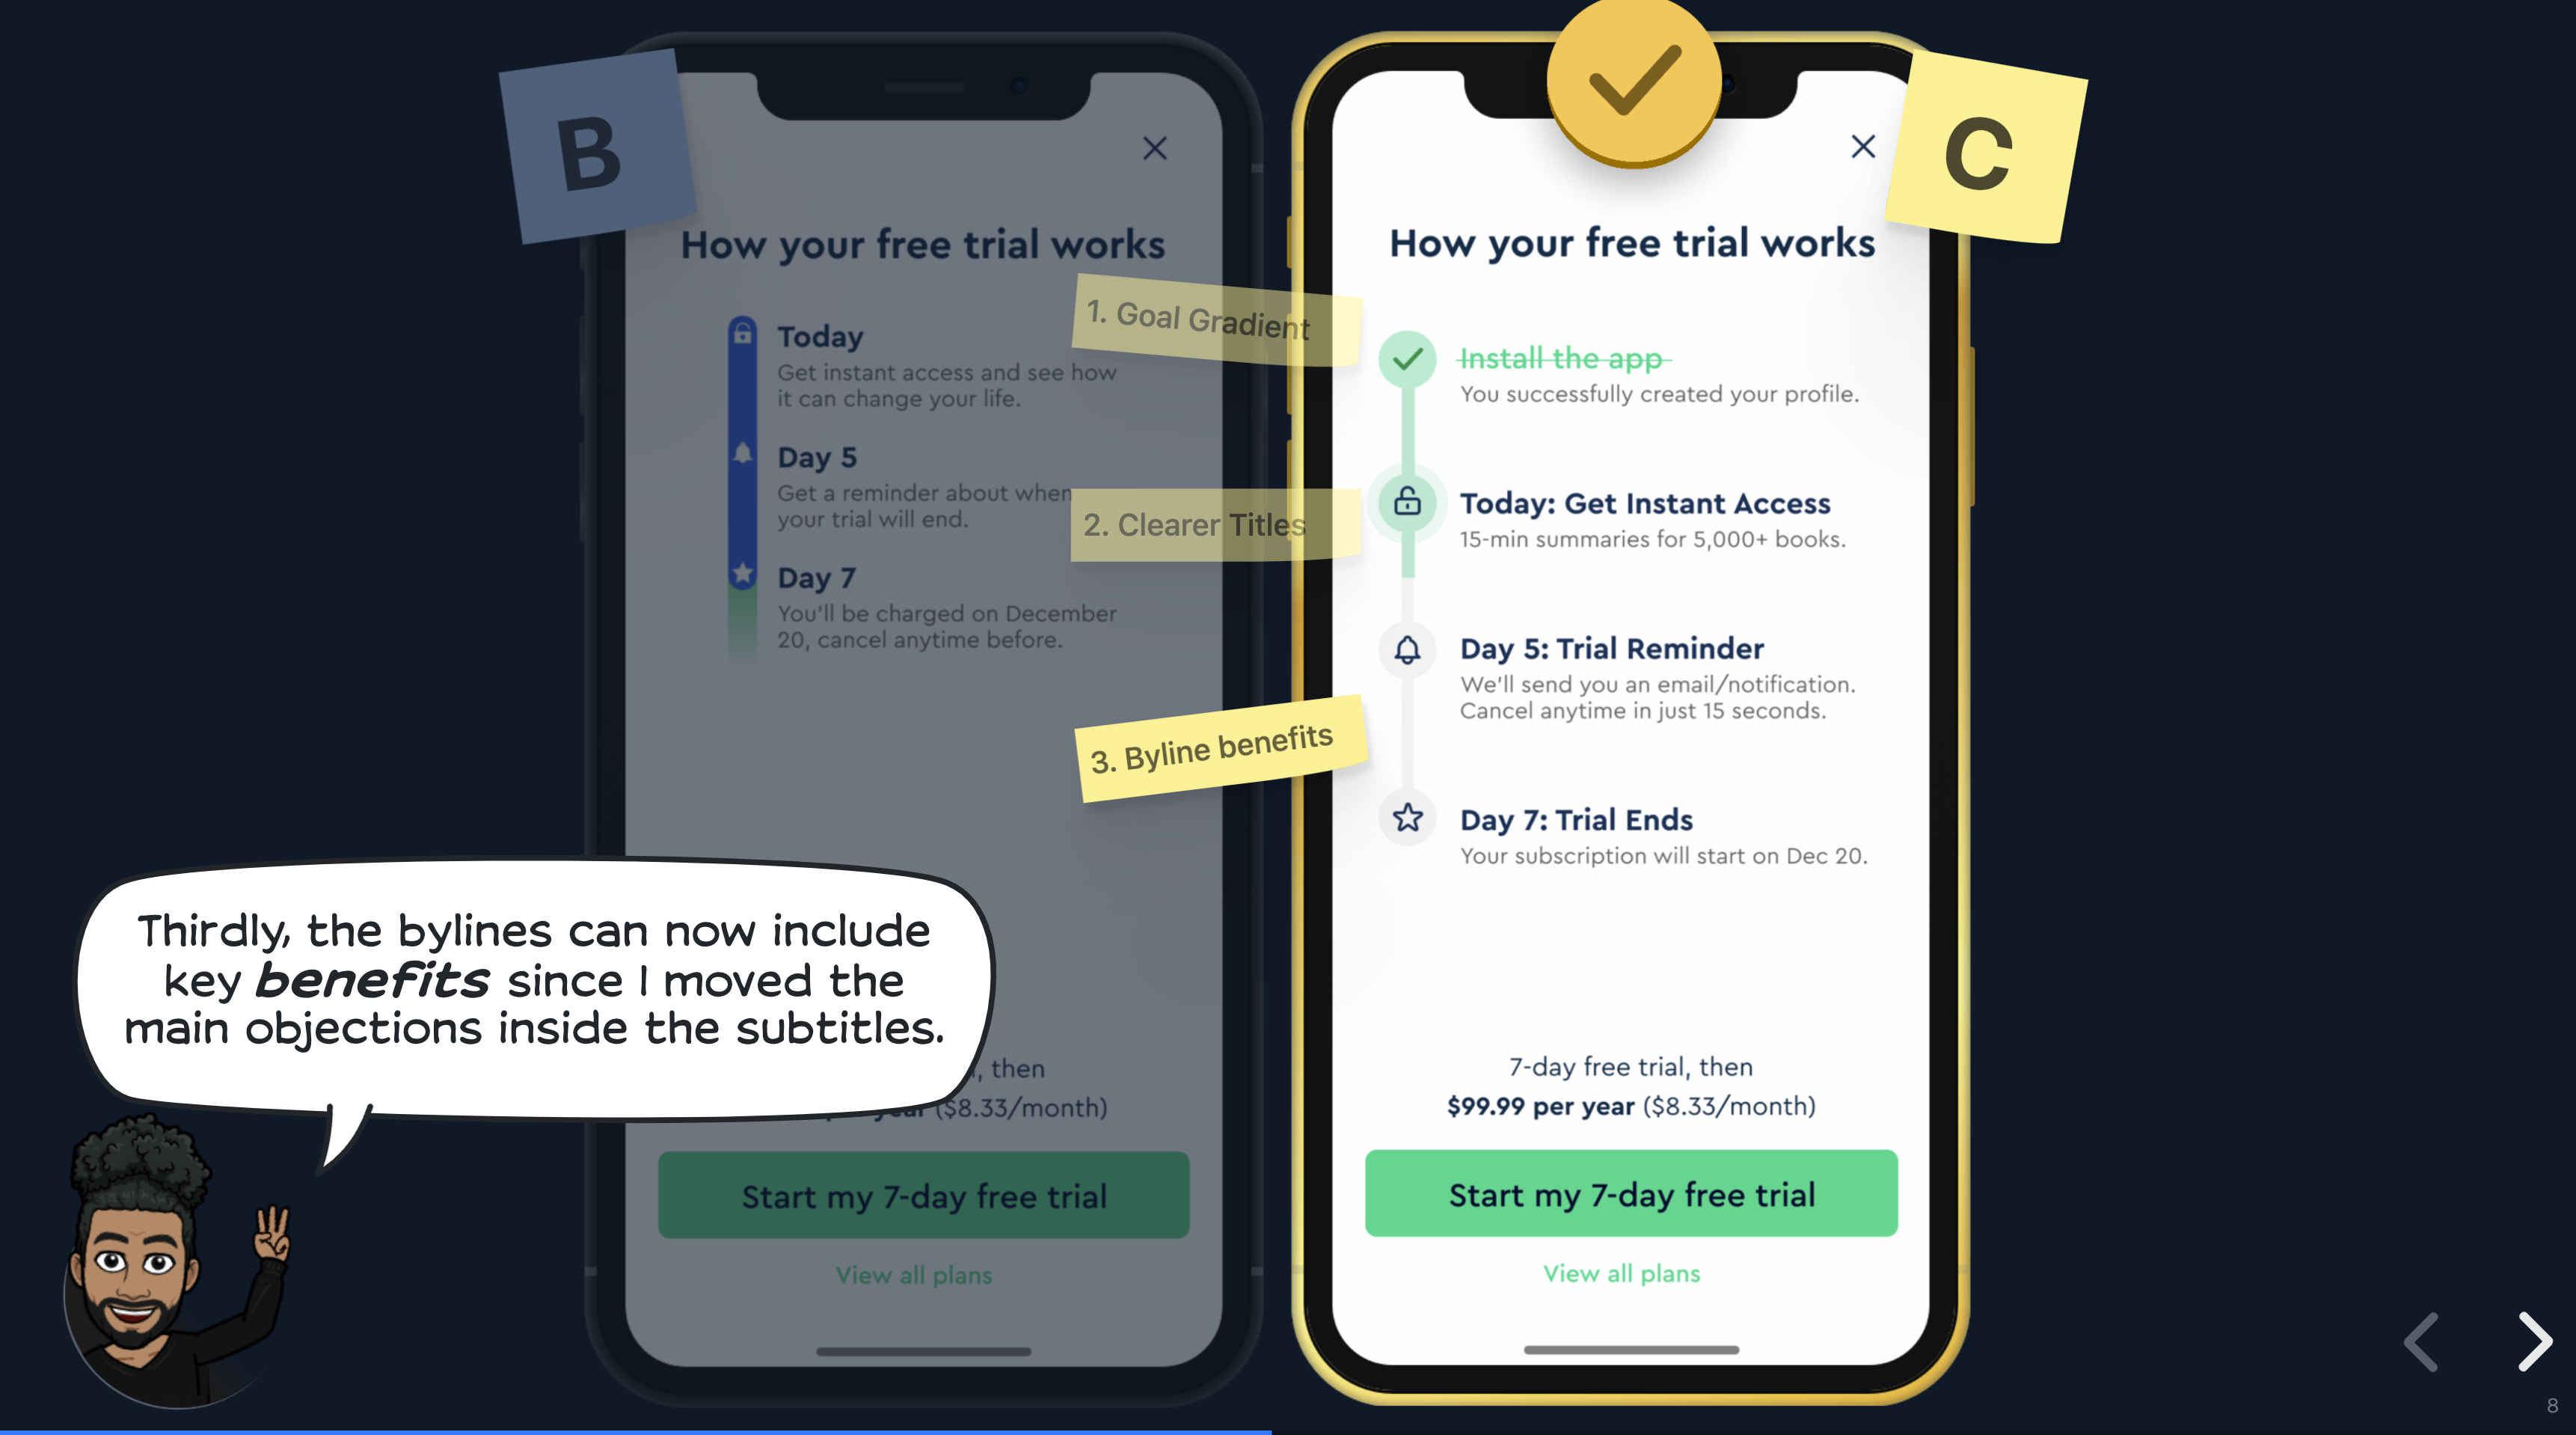 B
How your free trial works
Today
Get instant access and see how
it can change your life.
Day 5
Get a reminder about when
your trial will end.
Day 7
You'll be charged on December
20, cancel anytime before.
, then
year ($8.33/month)
Start my 7-day free trial
View all plans
1. Goal Gradient
2. Clearer Titles
3. Byline benefits
C
How your free trial works
Install the app
You successfully created your profile.
Today: Get Instant Access
15-min summaries for 5,000+ books.
Day 5: Trial Reminder
We'll send you an email/notification.
Cancel anytime in just 15 seconds.
Day 7: Trial Ends
Your subscription will start on Dec 20.
7-day free trial, then
$99.99 per year ($8.33/month)
Start my 7-day free trial
View all plans
Thirdly, the bylines can now include
key benefits since I moved the
main objections inside the subtitles.
8